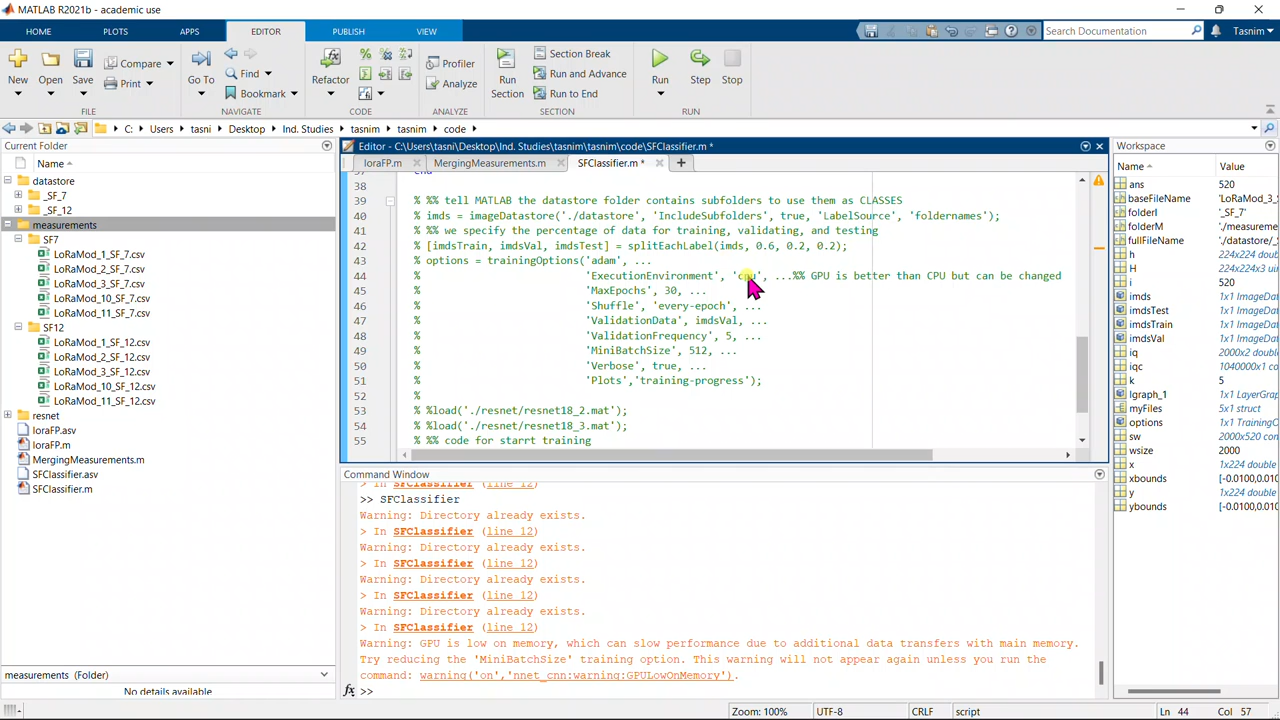 MATLAB R2021b - academic use
HOME PLOTS APPS EDITOR PUBLISH VIEW
Search Documentation
Tasnim
New
Open
Save
Compare
Print
FILE
Go To
Find
Bookmark
NAVIGATE
Refactor
CODE
Profiler
Analyze
ANALYZE
Run Section
Section Break
Run and Advance
Run to End
SECTION
Run
Step
Stop
RUN
C: Users tasni Desktop Ind. Studies tasnim tasnim code
Current Folder
Name
datastore
_SF_7
_SF_12
measurements
SF7
LoRaMod_1_SF_7.csv
LoRaMod_2_SF_7.csv
LoRaMod_3_SF_7.csv
LoRaMod_10_SF_7.csv
LoRaMod_11_SF_7.csv
SF12
LoRaMod_1_SF_12.csv
LoRaMod_2_SF_12.csv
LoRaMod_3_SF_12.csv
LoRaMod_10_SF_12.csv
LoRaMod_11_SF_12.csv
resnet
loraFP.asv
loraFP.m
MergingMeasurements.m
SFClassifier.asv
SFClassifier.m
measurements (Folder)
No details available
Editor - C:\Users\tasni\Desktop\Ind. Studies\tasnim\tasnim\code\SFClassifier.m *
loraFP.m MergingMeasurements.m SFClassifier.m *
37 end
38
39 % %% tell MATLAB the datastore folder contains subfolders to use them as CLASSES
40 % imds = imageDatastore('./datastore', 'IncludeSubfolders', true, 'LabelSource', 'foldernames');
41 % %% we specify the percentage of data for training, validating, and testing
42 % [imdsTrain, imdsVal, imdsTest] = splitEachLabel(imds, 0.6, 0.2, 0.2);
43 % options = trainingOptions('adam', ...
44 % 'ExecutionEnvironment', 'cpu', ...%% GPU is better than CPU but can be changed
45 % 'MaxEpochs', 30, ...
46 % 'Shuffle', 'every-epoch', ...
47 % 'ValidationData', imdsVal, ...
48 % 'ValidationFrequency', 5, ...
49 % 'MiniBatchSize', 512, ...
50 % 'Verbose', true, ...
51 % 'Plots','training-progress');
52 %
53 % %load('./resnet/resnet18_2.mat');
54 % %load('./resnet/resnet18_3.mat');
55 % %% code for starrt training
Command Window
> In SFClassifier (line 12)
>> SFClassifier
Warning: Directory already exists.
> In SFClassifier (line 12)
Warning: Directory already exists.
> In SFClassifier (line 12)
Warning: Directory already exists.
> In SFClassifier (line 12)
Warning: Directory already exists.
> In SFClassifier (line 12)
Warning: GPU is low on memory, which can slow performance due to additional data transfers with main memory.
Try reducing the 'MiniBatchSize' training option. This warning will not appear again unless you run the
command: warning('on','nnet_cnn:warning:GPULowOnMemory').
fx >>
Workspace
Name Value
ans 520
baseFileName 'LoRaMod_3
folderI '_SF_7'
folderM './measureme
fullFileName './datastore/_
h 224x224 double
H 224x224x3 ui
i 520
imds 1x1 ImageDat
imdsTest 1x1 ImageDat
imdsTrain 1x1 ImageDat
imdsVal 1x1 ImageDat
iq 2000x2 double
iqc 1040000x1 co
k 5
lgraph_1 1x1 LayerGrap
myFiles 5x1 struct
options 1x1 TrainingO
sw 2000x520 con
wsize 2000
x 1x224 double
xbounds [-0.0100,0.010
y 1x224 double
ybounds [-0.0100,0.010
Zoom: 100% UTF-8 CRLF script Ln 44 Col 57